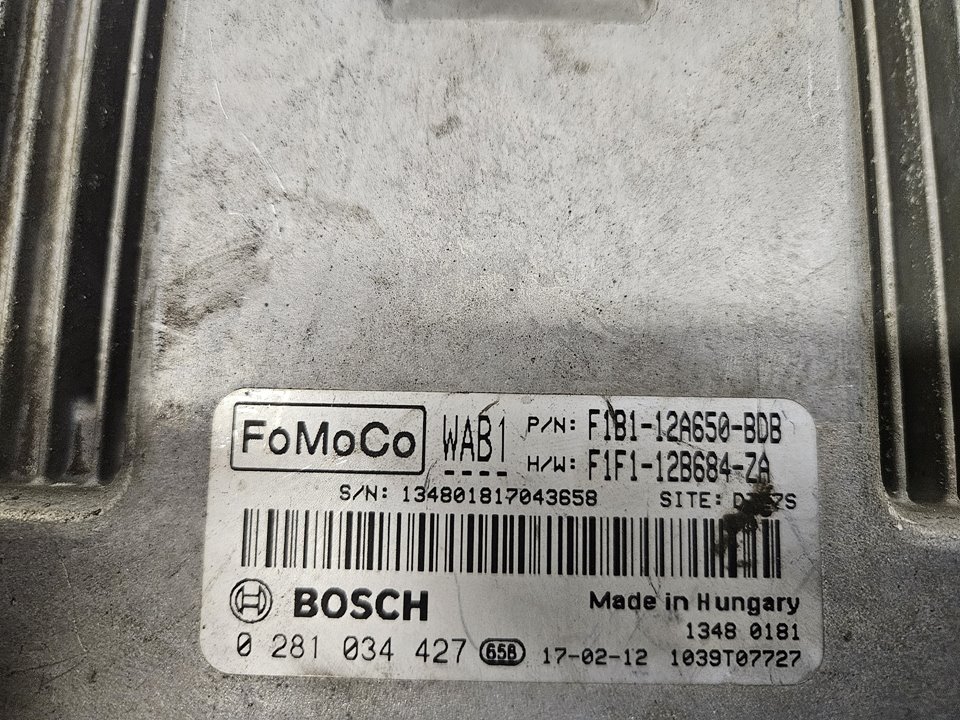 FoMoCo WAB1 P/N: F1B1-12A650-BDB
H/W: F1F1-12B684-ZA
S/N: 134801817043658 SITE:
BOSCH Made in Hungary
1348 0181
0 281 034 427 658 17-02-12 1039T07727